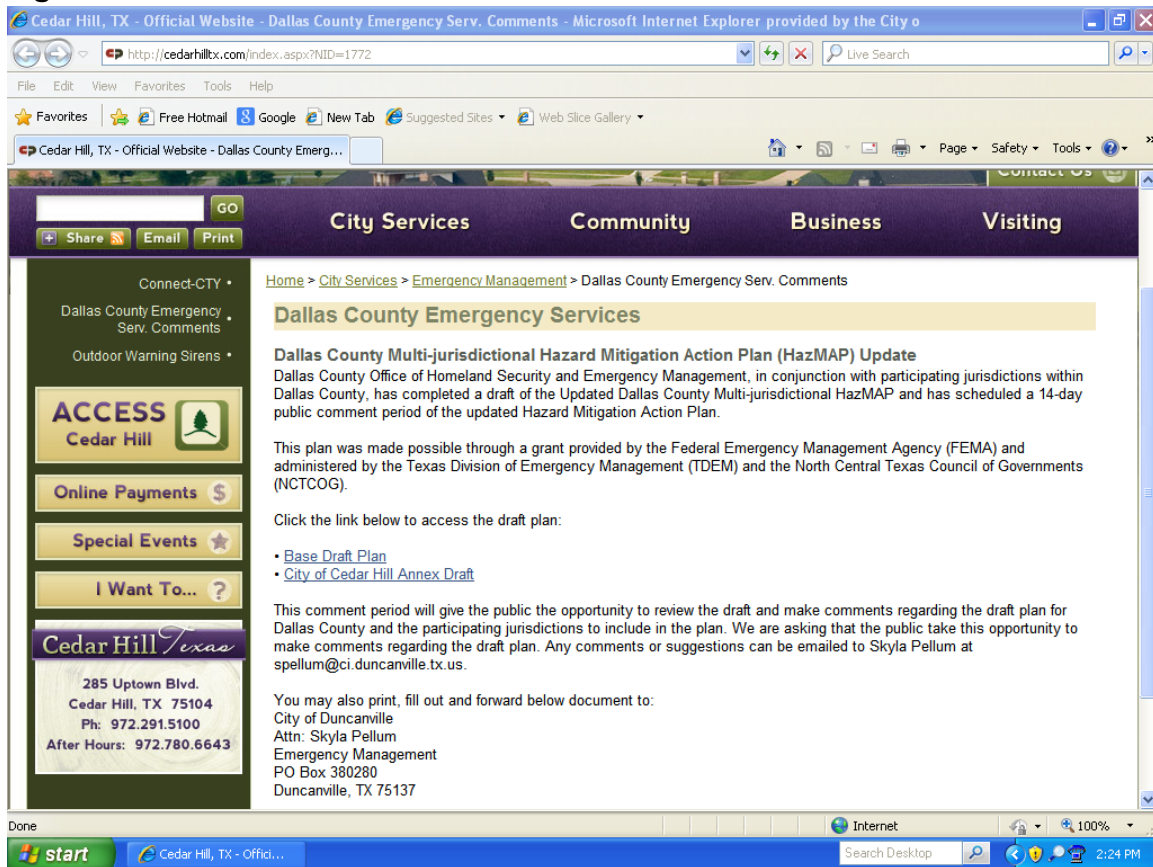 Cedar Hill, TX - Official Website - Dallas County Emergency Serv. Comments - Microsoft Internet Explorer provided by the City o
http://cedarhilltx.com/index.aspx?NID=1772
Live Search
File Edit View Favorites Tools Help
Favorites Free Hotmail Google New Tab Suggested Sites Web Slice Gallery
Cedar Hill, TX - Official Website - Dallas County Emerg...
Page Safety Tools »
Contact Us
GO
City Services Community Business Visiting
Share Email Print
Connect-CTY •
Dallas County Emergency
Serv. Comments •
Outdoor Warning Sirens •
ACCESS
Cedar Hill
Online Payments $
Special Events
I Want To... ?
Cedar Hill Texas
285 Uptown Blvd.
Cedar Hill, TX 75104
Ph: 972.291.5100
After Hours: 972.780.6643
Home > City Services > Emergency Management > Dallas County Emergency Serv. Comments
Dallas County Emergency Services
Dallas County Multi-jurisdictional Hazard Mitigation Action Plan (HazMAP) Update
Dallas County Office of Homeland Security and Emergency Management, in conjunction with participating jurisdictions within
Dallas County, has completed a draft of the Updated Dallas County Multi-jurisdictional HazMAP and has scheduled a 14-day
public comment period of the updated Hazard Mitigation Action Plan.
This plan was made possible through a grant provided by the Federal Emergency Management Agency (FEMA) and
administered by the Texas Division of Emergency Management (TDEM) and the North Central Texas Council of Governments
(NCTCOG).
Click the link below to access the draft plan:
• Base Draft Plan
• City of Cedar Hill Annex Draft
This comment period will give the public the opportunity to review the draft and make comments regarding the draft plan for
Dallas County and the participating jurisdictions to include in the plan. We are asking that the public take this opportunity to
make comments regarding the draft plan. Any comments or suggestions can be emailed to Skyla Pellum at
spellum@ci.duncanville.tx.us.
You may also print, fill out and forward below document to:
City of Duncanville
Attn: Skyla Pellum
Emergency Management
PO Box 380280
Duncanville, TX 75137
Done Internet 100%
start Cedar Hill, TX - Offici... Search Desktop 2:24 PM